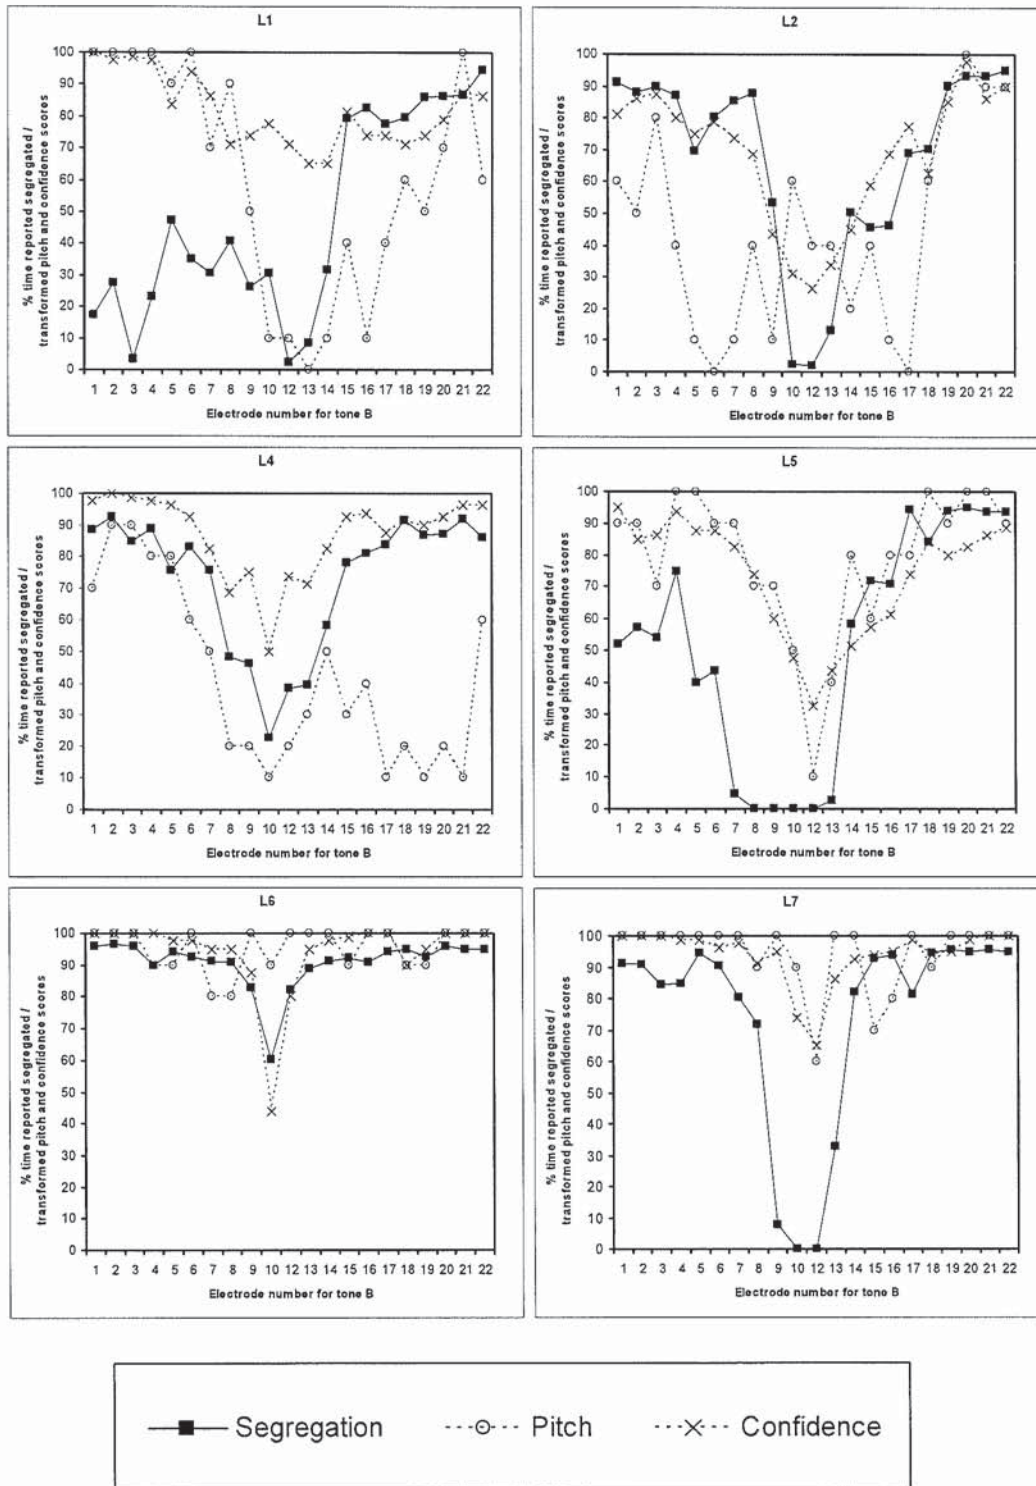 L1
% time reported segregated /
transformed pitch and confidence scores
100
90
80
70
60
50
40
30
20
10
0
1 2 3 4 5 6 7 8 9 10 12 13 14 15 16 17 18 19 20 21 22
Electrode number for tone B
L2
% time reported segregated /
transformed pitch and confidence scores
100
90
80
70
60
50
40
30
20
10
0
1 2 3 4 5 6 7 8 9 10 12 13 14 15 16 17 18 19 20 21 22
Electrode number for tone B
L4
% time reported segregated /
transformed pitch and confidence scores
100
90
80
70
60
50
40
30
20
10
0
1 2 3 4 5 6 7 8 9 10 12 13 14 15 16 17 18 19 20 21 22
Electrode number for tone B
L5
% time reported segregated /
transformed pitch and confidence scores
100
90
80
70
60
50
40
30
20
10
0
1 2 3 4 5 6 7 8 9 10 12 13 14 15 16 17 18 19 20 21 22
Electrode number for tone B
L6
% time reported segregated /
transformed pitch and confidence scores
100
90
80
70
60
50
40
30
20
10
0
1 2 3 4 5 6 7 8 9 10 12 13 14 15 16 17 18 19 20 21 22
Electrode number for tone B
L7
% time reported segregated /
transformed pitch and confidence scores
100
90
80
70
60
50
40
30
20
10
0
1 2 3 4 5 6 7 8 9 10 12 13 14 15 16 17 18 19 20 21 22
Electrode number for tone B
Segregation Pitch Confidence